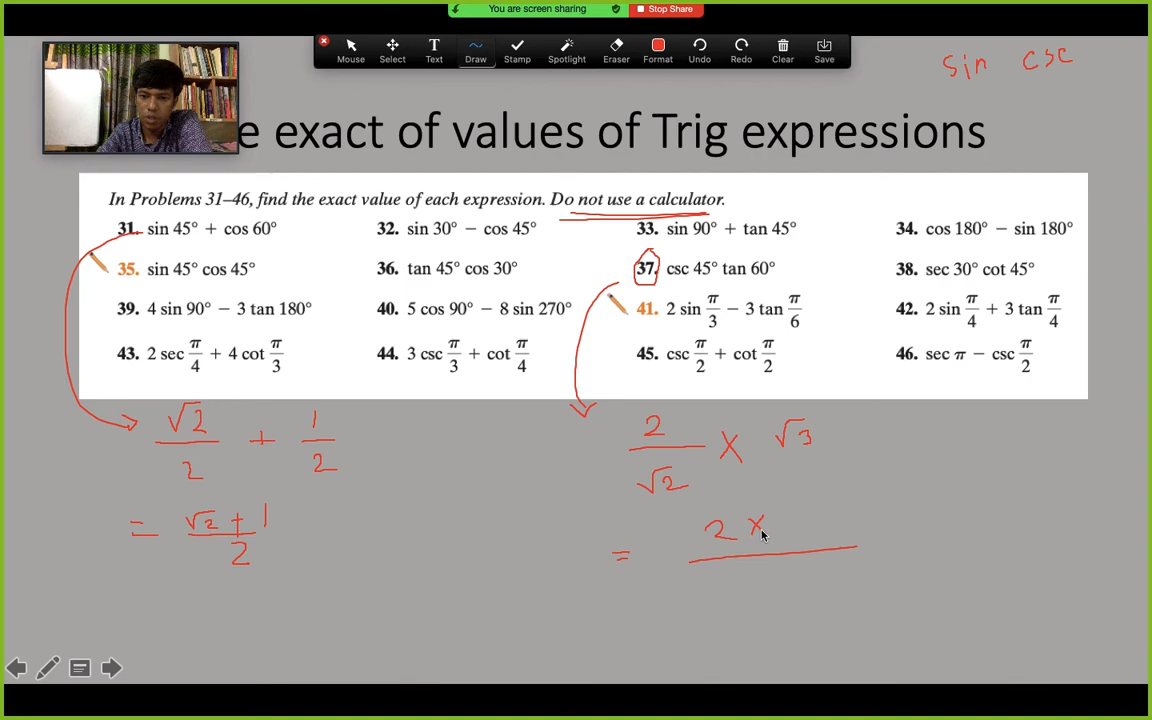 You are screen sharing Stop Share
Mouse Select Text Draw Stamp Spotlight Eraser Format Undo Redo Clear Save
sin csc
e exact of values of Trig expressions
In Problems 31–46, find the exact value of each expression. Do not use a calculator.
31. sin 45° + cos 60° 32. sin 30° − cos 45° 33. sin 90° + tan 45° 34. cos 180° − sin 180°
35. sin 45° cos 45° 36. tan 45° cos 30° 37. csc 45° tan 60° 38. sec 30° cot 45°
39. 4 sin 90° − 3 tan 180° 40. 5 cos 90° − 8 sin 270° 41. 2 sin π/3 − 3 tan π/6 42. 2 sin π/4 + 3 tan π/4
43. 2 sec π/4 + 4 cot π/3 44. 3 csc π/3 + cot π/4 45. csc π/2 + cot π/2 46. sec π − csc π/2
√2/2 + 1/2
= √2 + 1/2
2/√2 × √3
= 2 ×